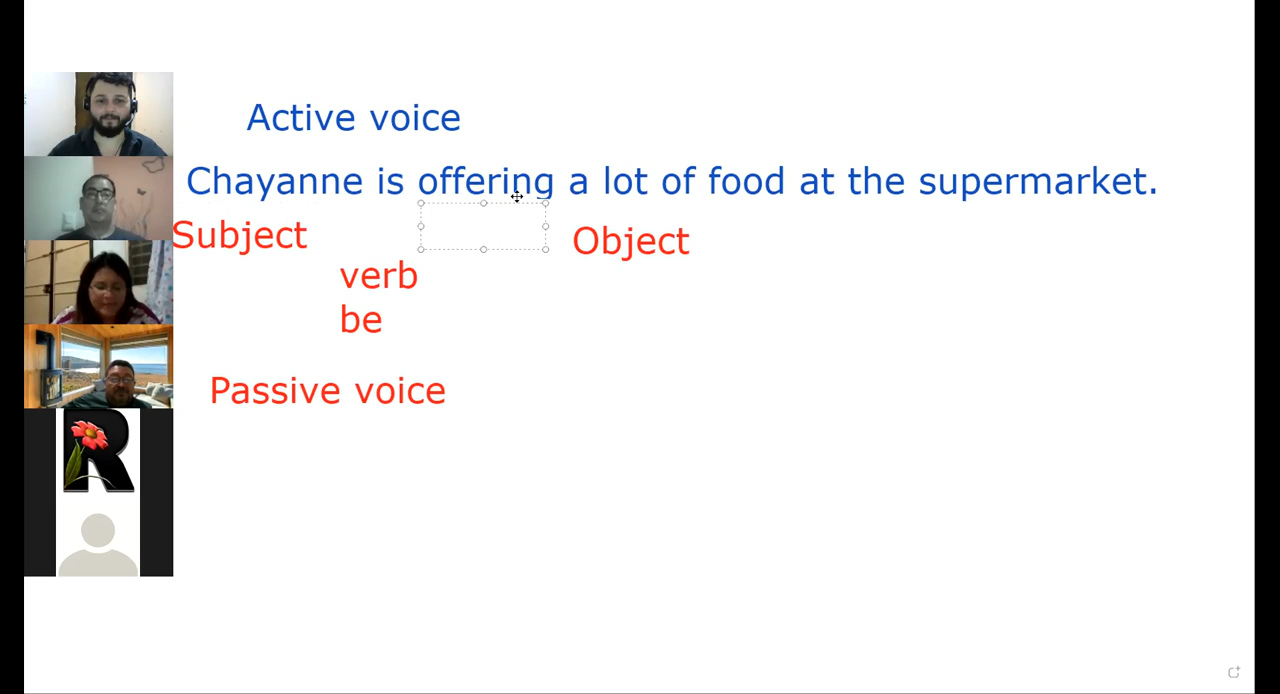 Active voice
Chayanne is offering a lot of food at the supermarket.
Subject
Object
verb
be
Passive voice
R